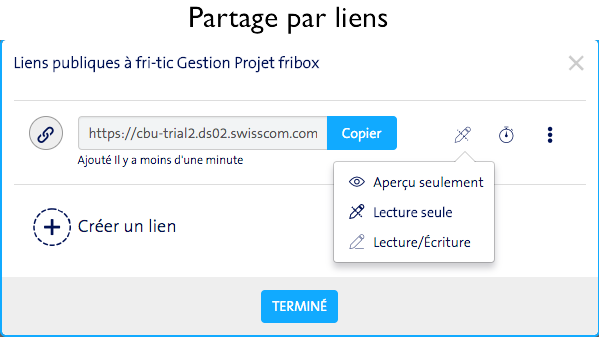 Partage par liens
Liens publiques à fri-tic Gestion Projet fribox
https://cbu-trial2.ds02.swisscom.com
Copier
Ajouté Il y a moins d'une minute
Aperçu seulement
Lecture seule
Créer un lien
Lecture/Écriture
TERMINÉ